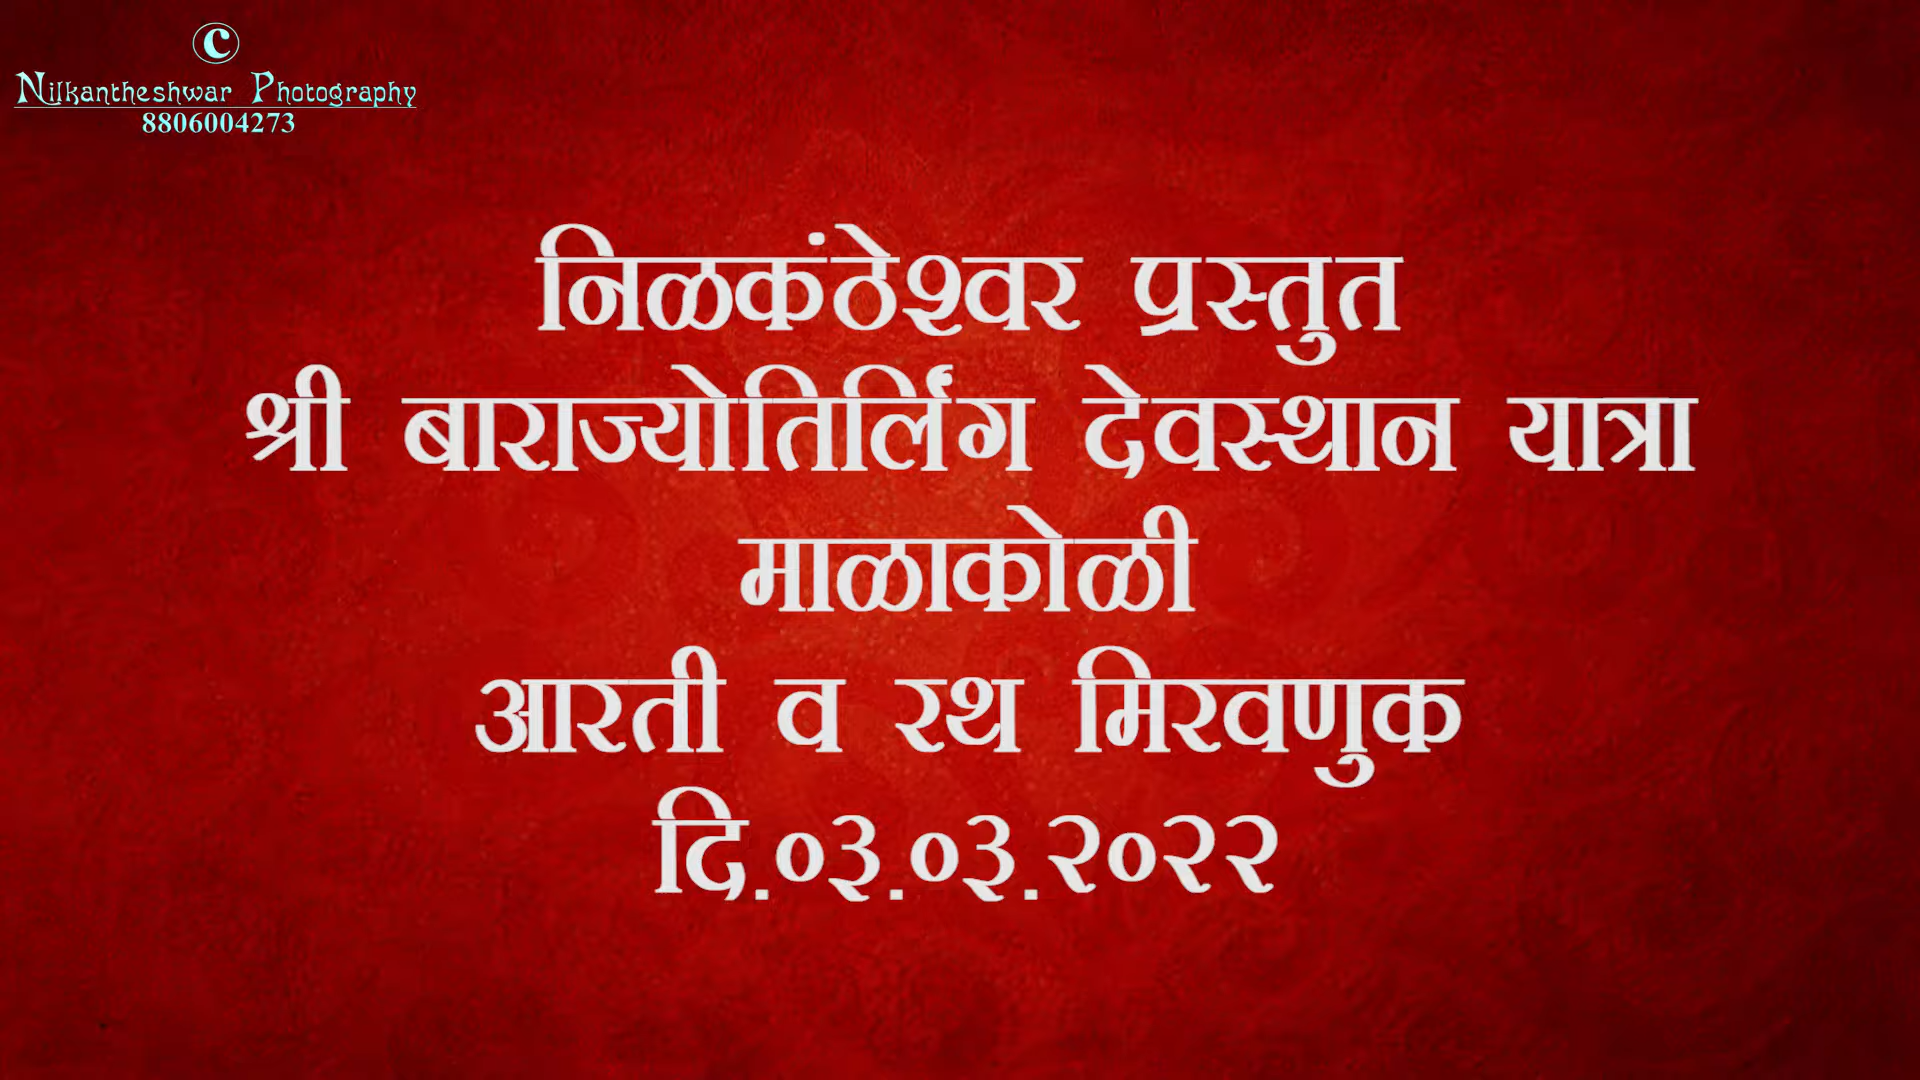 ©
Nilkantheshwar Photography
8806004273
निळकंठेश्वर प्रस्तुत
श्री बाराज्योतिर्लिंग देवस्थान यात्रा
माळाकोळी
आरती व रथ मिरवणुक
दि.०३.०३.२०२२